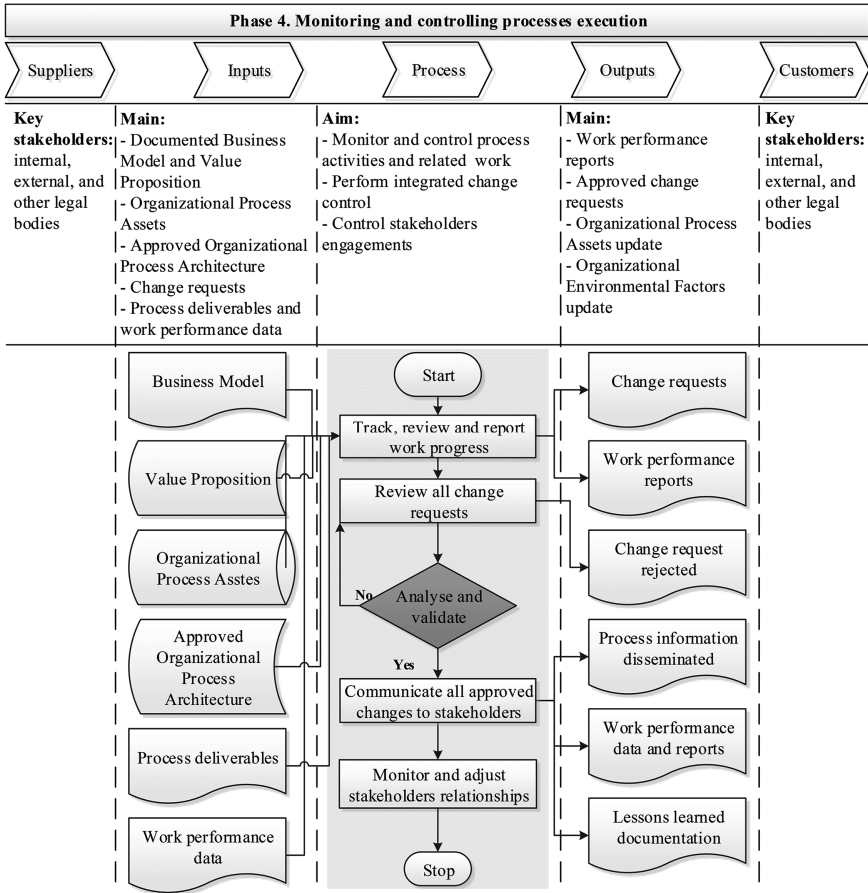 Phase 4. Monitoring and controlling processes execution
Suppliers
Inputs
Process
Outputs
Customers
Key
stakeholders:
internal,
external, and
other legal
bodies
Main:
- Documented Business
Model and Value
Proposition
- Organizational Process
Assets
- Approved Organizational
Process Architecture
- Change requests
- Process deliverables and
work performance data
Aim:
- Monitor and control process
activities and related work
- Perform integrated change
control
- Control stakeholders
engagements
Main:
- Work performance
reports
- Approved change
requests
- Organizational Process
Assets update
- Organizational
Environmental Factors
update
Key
stakeholders:
internal,
external, and
other legal
bodies
Business Model
Value Proposition
Organizational
Process Asstes
Approved
Organizational
Process
Architecture
Process deliverables
Work performance
data
Start
Track, review and report
work progress
Review all change
requests
No
Analyse and
validate
Yes
Communicate all approved
changes to stakeholders
Monitor and adjust
stakeholders relationships
Stop
Change requests
Work performance
reports
Change request
rejected
Process information
disseminated
Work performance
data and reports
Lessons learned
documentation